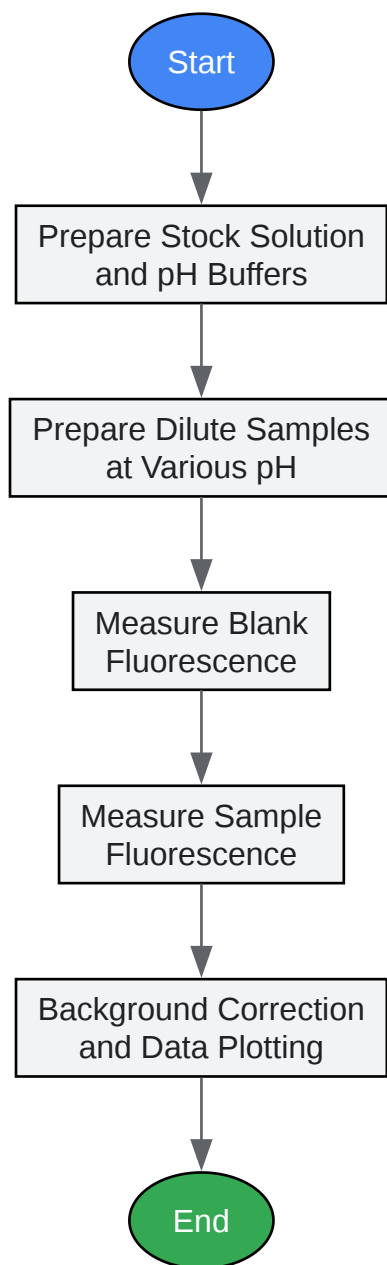 Start
Prepare Stock Solution
and pH Buffers
Prepare Dilute Samples
at Various pH
Measure Blank
Fluorescence
Measure Sample
Fluorescence
Background Correction
and Data Plotting
End